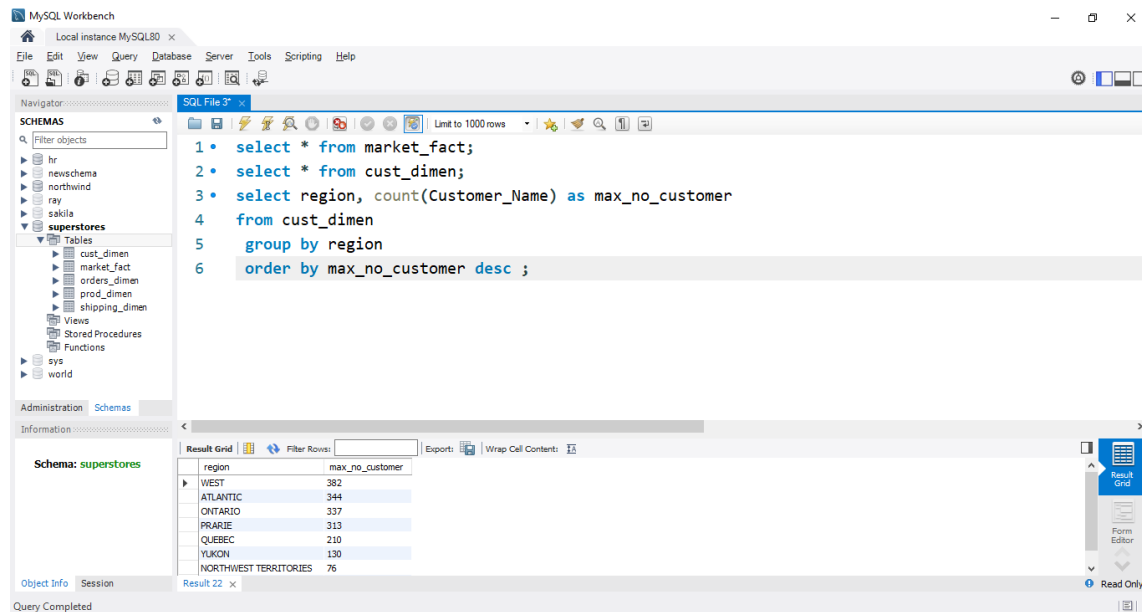 MySQL Workbench
Local instance MySQL80
File Edit View Query Database Server Tools Scripting Help
Navigator
SCHEMAS
Filter objects
hr
newschema
northwind
ray
sakila
superstores
Tables
cust_dimen
market_fact
orders_dimen
prod_dimen
shipping_dimen
Views
Stored Procedures
Functions
sys
world
Administration Schemas
Information
Schema: superstores
Object Info Session
SQL File 3*
Limit to 1000 rows
1 select * from market_fact;
2 select * from cust_dimen;
3 select region, count(Customer_Name) as max_no_customer
4 from cust_dimen
5 group by region
6 order by max_no_customer desc ;
Result Grid Filter Rows: Export: Wrap Cell Content:
region max_no_customer
WEST 382
ATLANTIC 344
ONTARIO 337
PRARIE 313
QUEBEC 210
YUKON 130
NORTHWEST TERRITORIES 76
Result Grid
Form Editor
Result 22
Read Only
Query Completed